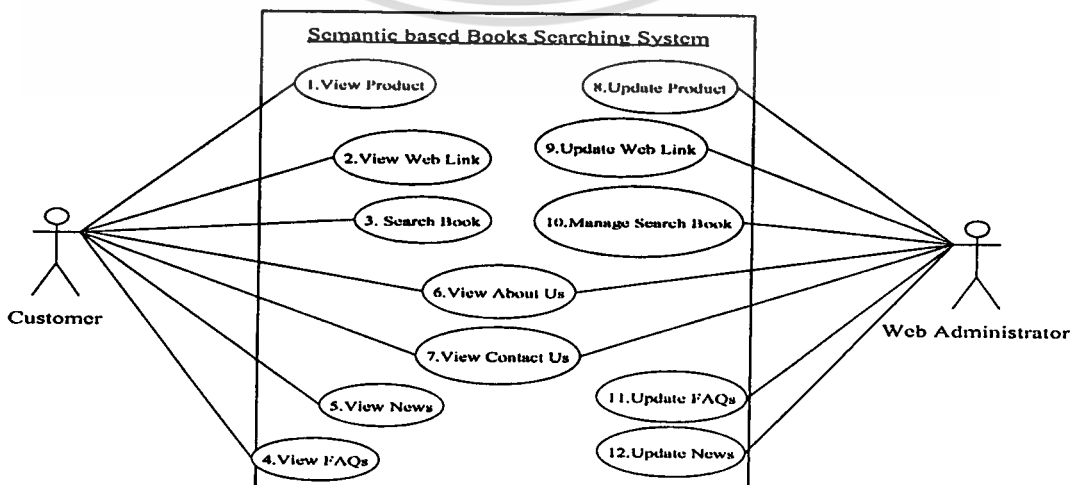 Semantic based Books Searching System
1.View Product
8.Update Product
2.View Web Link
9.Update Web Link
3. Search Book
10.Manage Search Book
6.View About Us
Customer
Web Administrator
7.View Contact Us
5.View News
11.Update FAQs
4.View FAQs
12.Update News